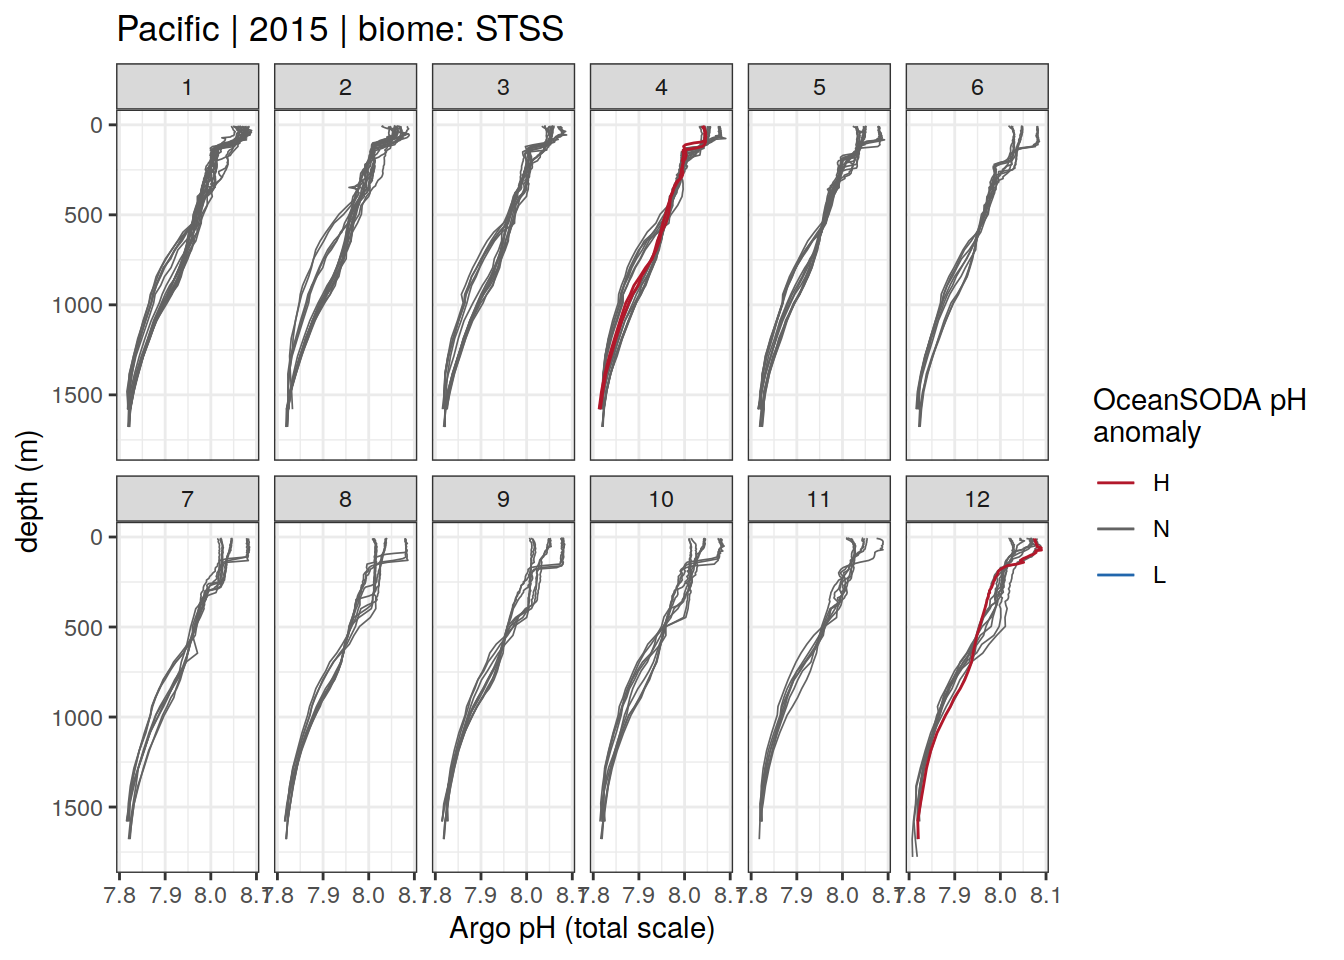 Pacific | 2015 | biome: STSS
1 2 3 4 5 6
0
500
1000
1500
7 8 9 10 11 12
0
500
1000
1500
7.8 7.9 8.0 8.1 7.8 7.9 8.0 8.1 7.8 7.9 8.0 8.1 7.8 7.9 8.0 8.1 7.8 7.9 8.0 8.1 7.8 7.9 8.0 8.1
Argo pH (total scale)
depth (m)
OceanSODA pH
anomaly
H
N
L